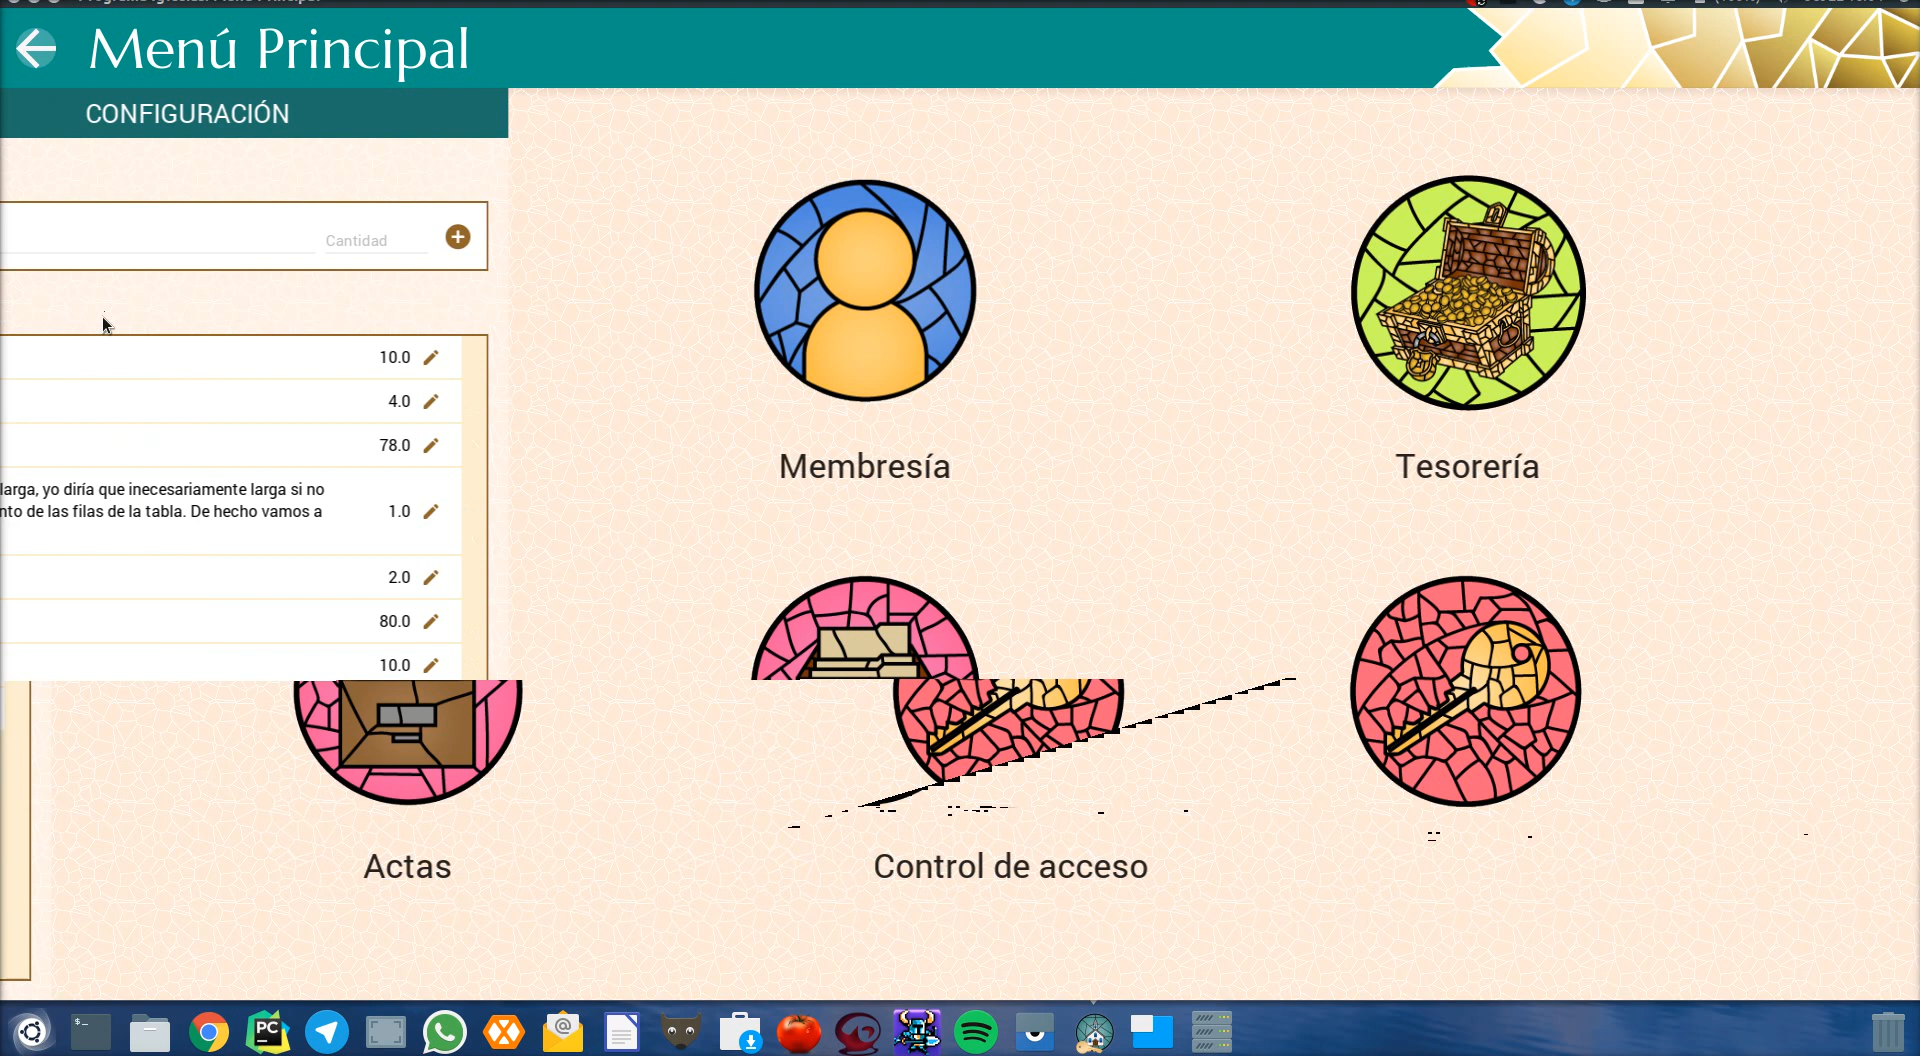 Menú Principal
CONFIGURACIÓN
Cantidad
10.0
4.0
78.0
larga, yo diría que inecesariamente larga si no
nto de las filas de la tabla. De hecho vamos a
1.0
2.0
80.0
10.0
Membresía
Tesorería
Actas
Control de acceso
PC